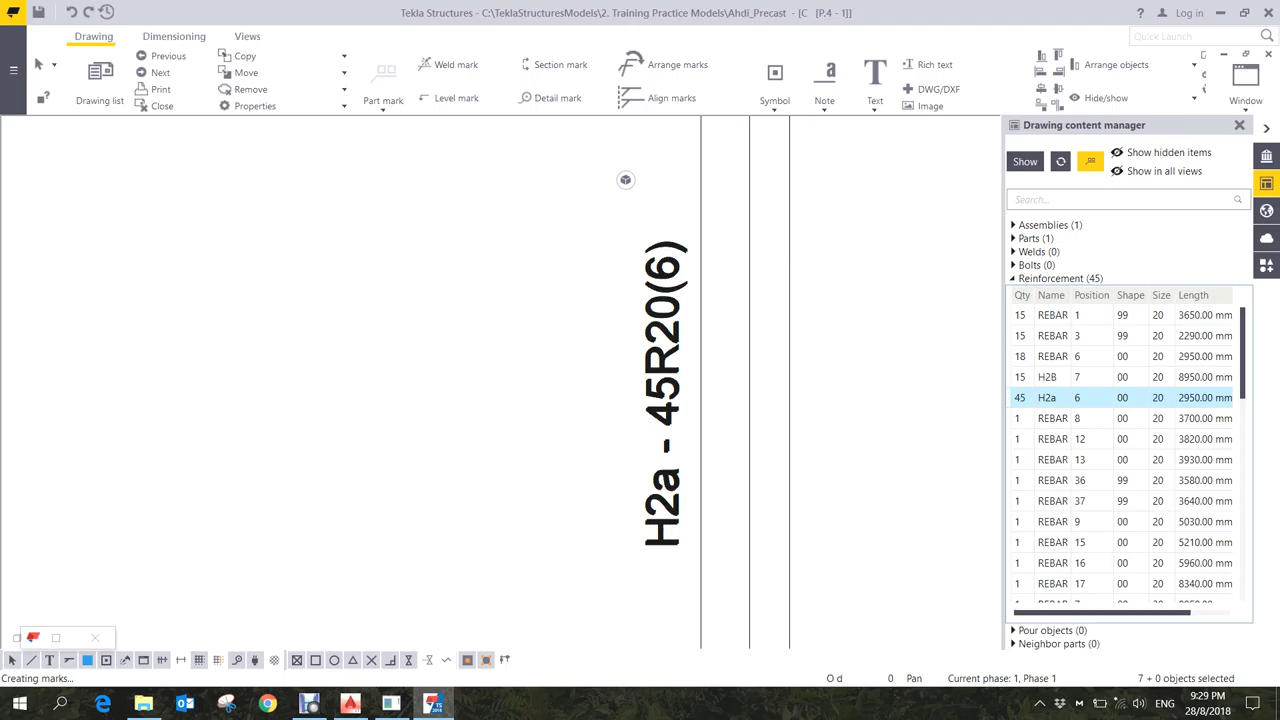 Tekla Structures - C:\TeklaStructuresModels\2. Training Practice Models\Ahdi_Precast - [C [P.4 - 1]]
Log in
Drawing
Dimensioning
Views
Quick Launch
Drawing list
Previous
Next
Print
Close
Copy
Move
Remove
Properties
Part mark
Weld mark
Level mark
Section mark
Detail mark
Arrange marks
Align marks
Symbol
Note
Text
Rich text
DWG/DXF
Image
Arrange objects
Hide/show
Window
Drawing content manager
Show
Show hidden items
Show in all views
Search...
Assemblies (1)
Parts (1)
Welds (0)
Bolts (0)
Reinforcement (45)
Qty Name Position Shape Size Length
15 REBAR 1 99 20 3650.00 mm
15 REBAR 3 99 20 2290.00 mm
18 REBAR 6 00 20 2950.00 mm
15 H2B 7 00 20 8950.00 mm
45 H2a 6 00 20 2950.00 mm
1 REBAR 8 00 20 3700.00 mm
1 REBAR 12 00 20 3820.00 mm
1 REBAR 13 00 20 3930.00 mm
1 REBAR 36 99 20 3580.00 mm
1 REBAR 37 99 20 3640.00 mm
1 REBAR 9 00 20 5030.00 mm
1 REBAR 15 00 20 5210.00 mm
1 REBAR 16 00 20 5960.00 mm
1 REBAR 17 00 20 8340.00 mm
Pour objects (0)
Neighbor parts (0)
H2a - 45R20(6)
Creating marks...
O d
0
Pan
Current phase: 1, Phase 1
7 + 0 objects selected
ENG
9:29 PM
28/8/2018